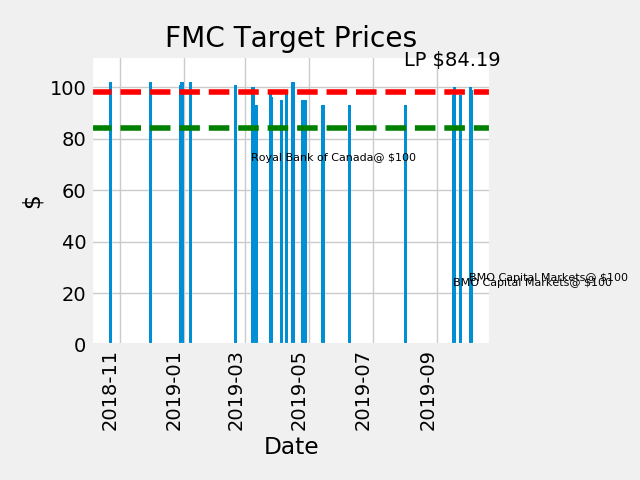 FMC Target Prices
LP $84.19
100
80
60
40
20
0
$
Royal Bank of Canada@ $100
BMO Capital Markets@ $100
BMO Capital Markets@ $100
2018-11
2019-01
2019-03
2019-05
2019-07
2019-09
Date